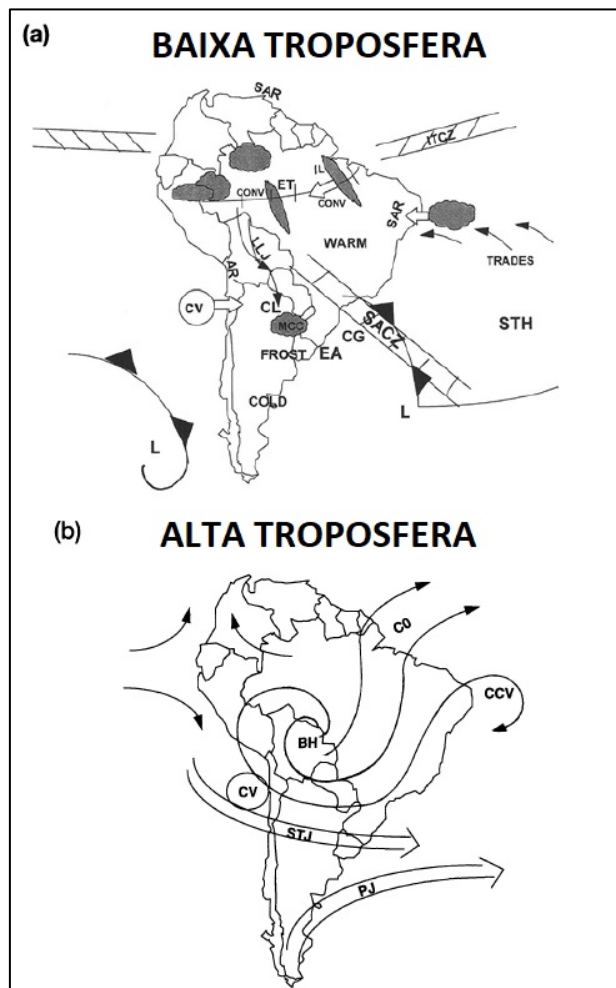 (a) BAIXA TROPOSFERA
SAR
ITCZ
IL
CONV
ET
CONV
SAR
WARM
TRADES
LLJ
AR
CV
CL
SACZ
STH
MCC
CG
FROST
EA
COLD
L
L
(b) ALTA TROPOSFERA
C0
CCV
BH
CV
STJ
PJ